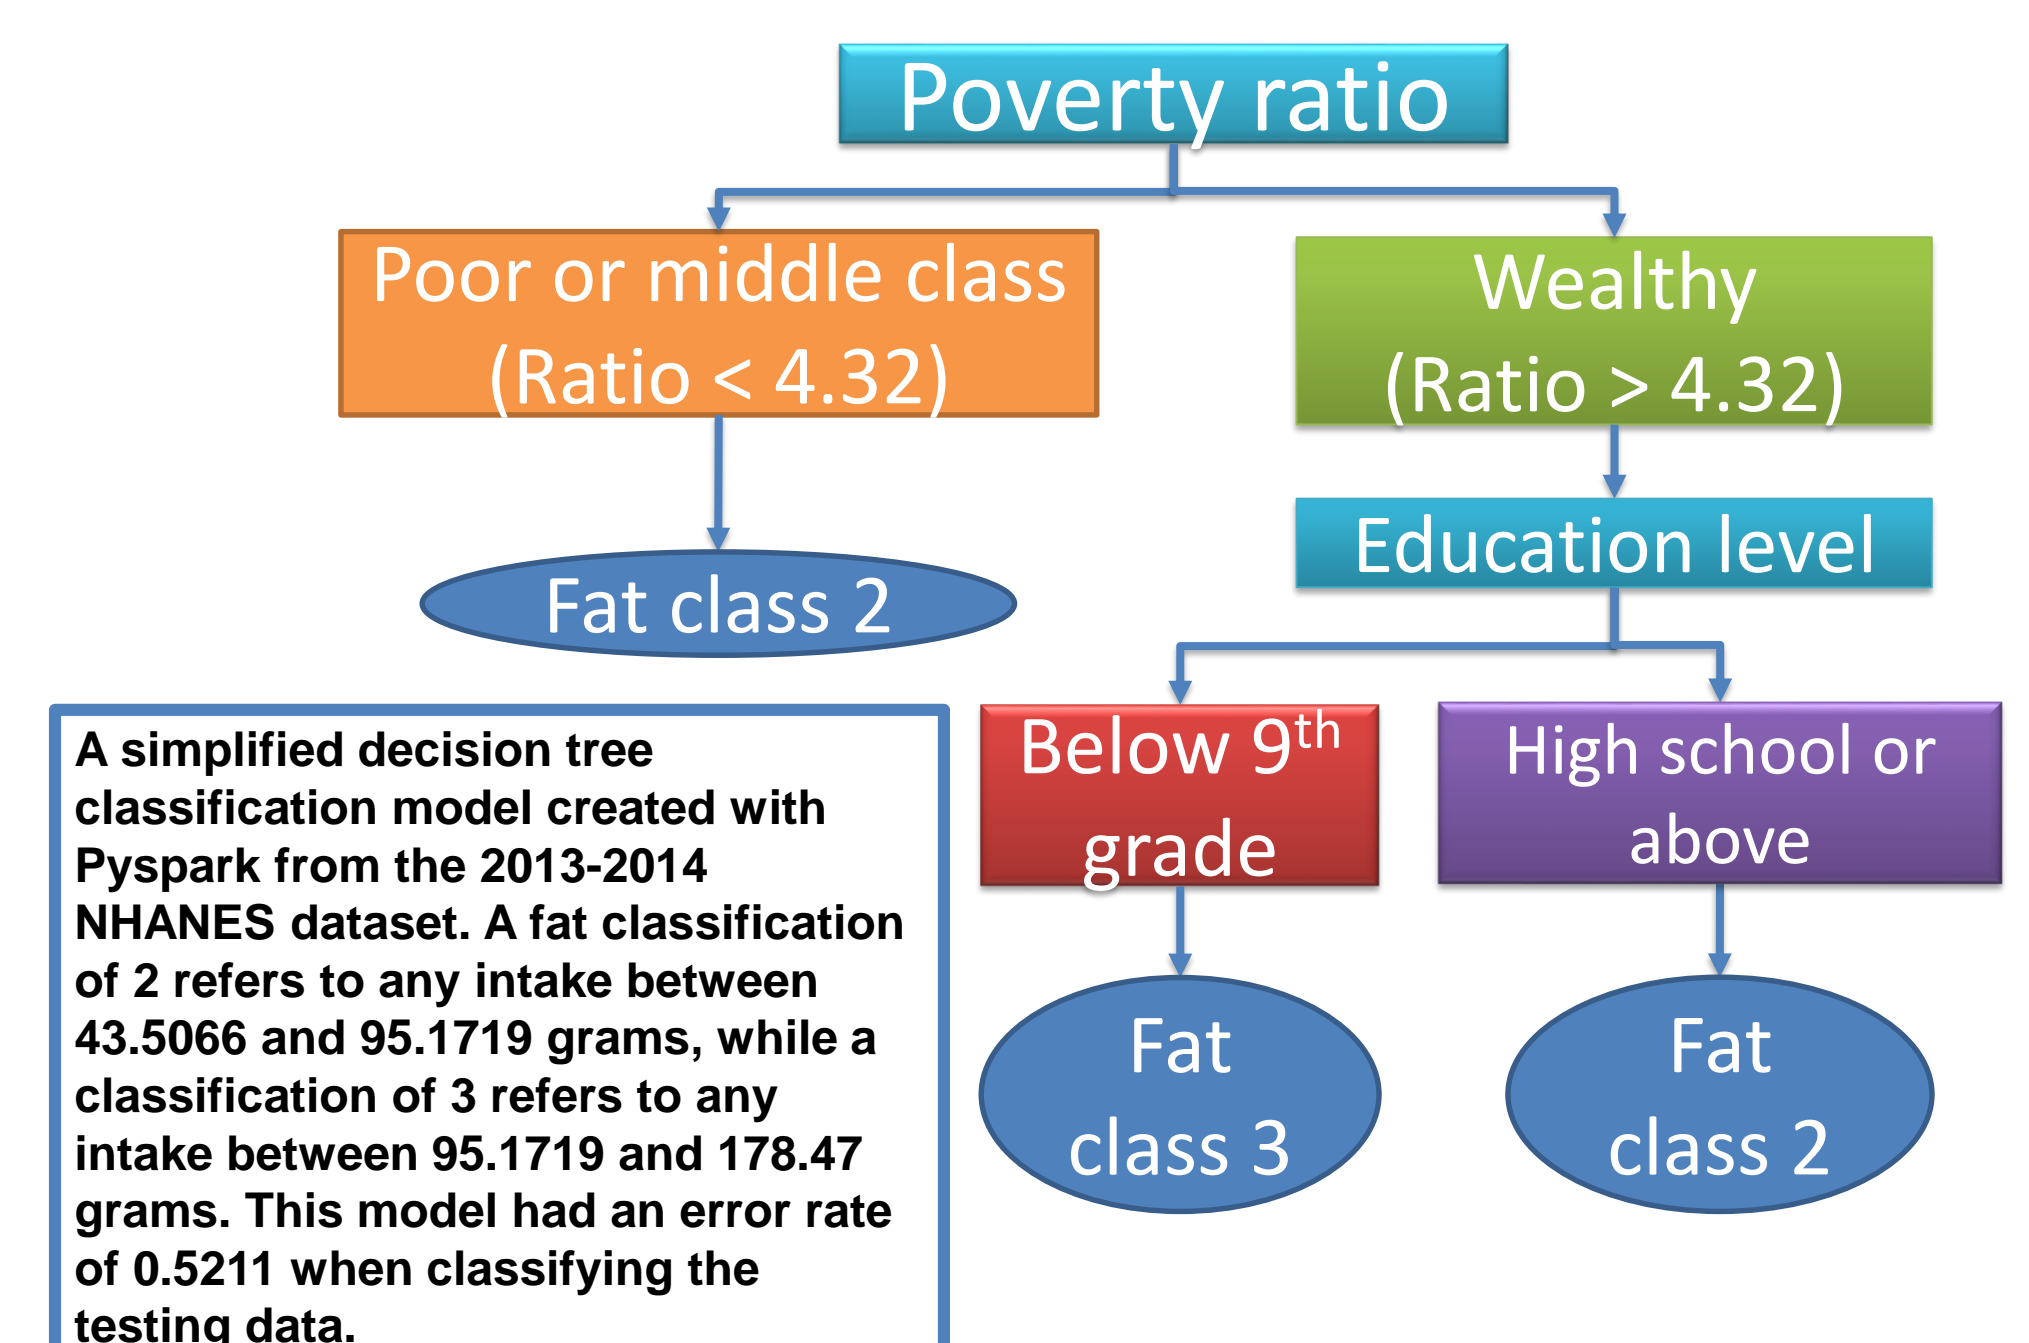 Poverty ratio
Poor or middle class
(Ratio < 4.32)
Wealthy
(Ratio > 4.32)
Education level
Fat class 2
Below 9th
grade
High school or
above
Fat
class 3
Fat
class 2
A simplified decision tree
classification model created with
Pyspark from the 2013-2014
NHANES dataset. A fat classification
of 2 refers to any intake between
43.5066 and 95.1719 grams, while a
classification of 3 refers to any
intake between 95.1719 and 178.47
grams. This model had an error rate
of 0.5211 when classifying the
testing data.